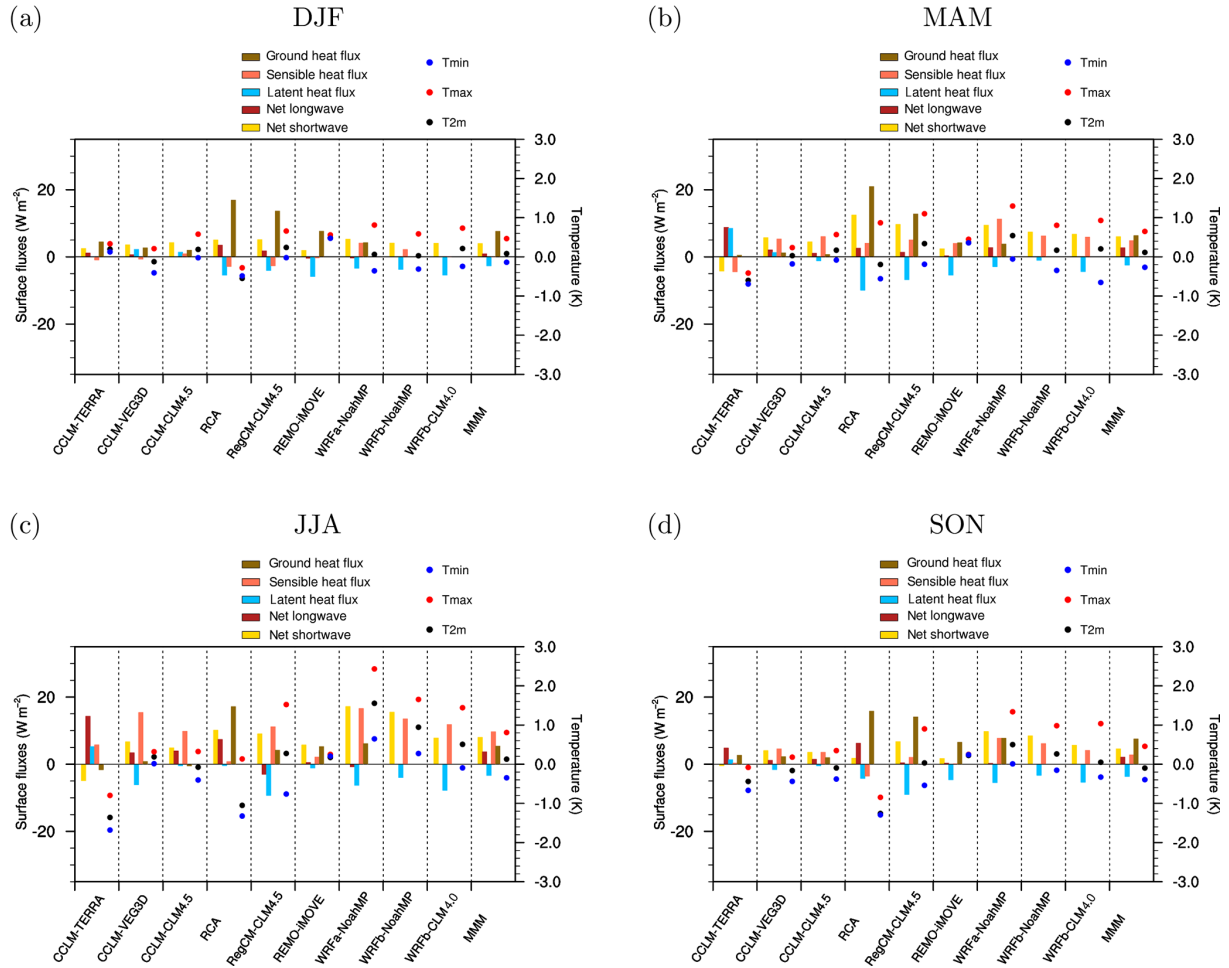 (a)
DJF
Ground heat flux
Sensible heat flux
Latent heat flux
Net longwave
Net shortwave
Tmin
Tmax
T2m
Surface fluxes (W m⁻²)
20
0
-20
3.0
2.0
1.0
0.0
-1.0
-2.0
-3.0
Temperature (K)
CCLM-TERRA
CCLM-VEG3D
CCLM-CLM4.5
RCA
RegCM-CLM4.5
REMO-iMOVE
WRFa-NoahMP
WRFb-NoahMP
WRFb-CLM4.0
MMM
(b)
MAM
Ground heat flux
Sensible heat flux
Latent heat flux
Net longwave
Net shortwave
Tmin
Tmax
T2m
Surface fluxes (W m⁻²)
20
0
-20
3.0
2.0
1.0
0.0
-1.0
-2.0
-3.0
Temperature (K)
CCLM-TERRA
CCLM-VEG3D
CCLM-CLM4.5
RCA
RegCM-CLM4.5
REMO-iMOVE
WRFa-NoahMP
WRFb-NoahMP
WRFb-CLM4.0
MMM
(c)
JJA
Ground heat flux
Sensible heat flux
Latent heat flux
Net longwave
Net shortwave
Tmin
Tmax
T2m
Surface fluxes (W m⁻²)
20
0
-20
3.0
2.0
1.0
0.0
-1.0
-2.0
-3.0
Temperature (K)
CCLM-TERRA
CCLM-VEG3D
CCLM-CLM4.5
RCA
RegCM-CLM4.5
REMO-iMOVE
WRFa-NoahMP
WRFb-NoahMP
WRFb-CLM4.0
MMM
(d)
SON
Ground heat flux
Sensible heat flux
Latent heat flux
Net longwave
Net shortwave
Tmin
Tmax
T2m
Surface fluxes (W m⁻²)
20
0
-20
3.0
2.0
1.0
0.0
-1.0
-2.0
-3.0
Temperature (K)
CCLM-TERRA
CCLM-VEG3D
CCLM-CLM4.5
RCA
RegCM-CLM4.5
REMO-iMOVE
WRFa-NoahMP
WRFb-NoahMP
WRFb-CLM4.0
MMM